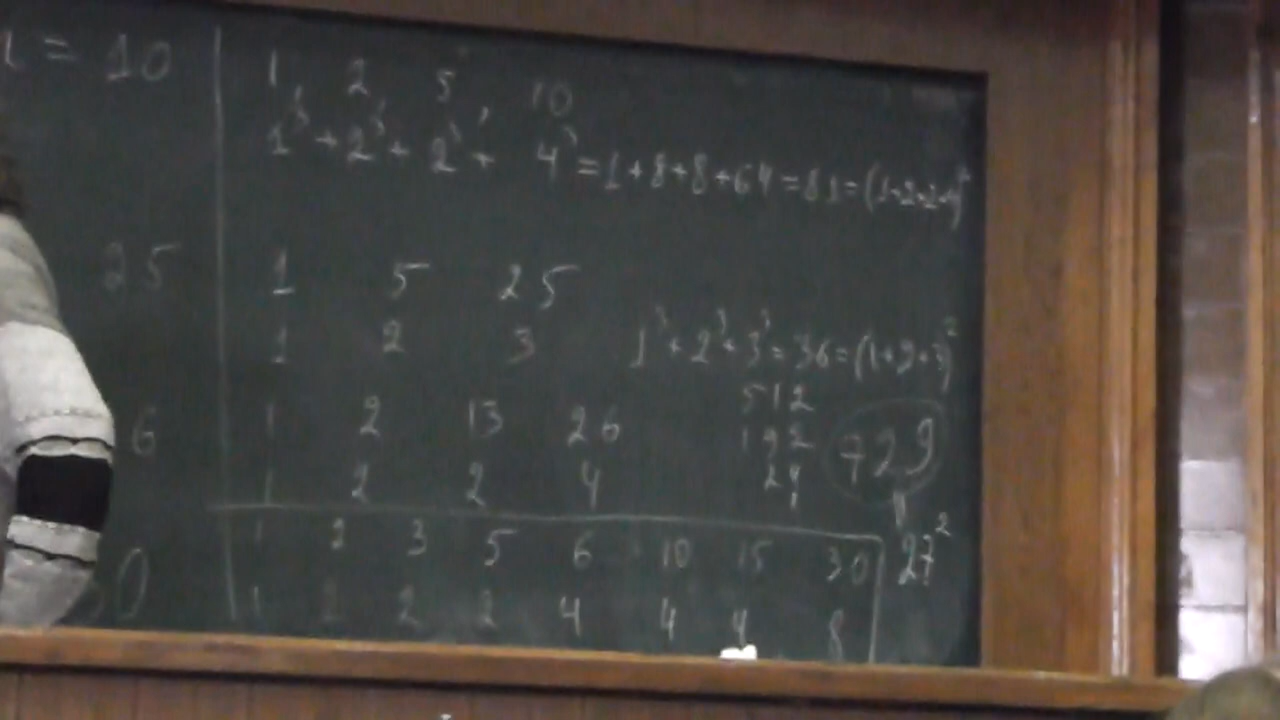 = 10 1 2 5 10
1³ + 2³ + 2³ + 4³ = 1 + 8 + 8 + 64 = 81 = (1+2+2+4)²
25 1 5 25
1 2 3 1³ + 2³ + 3³ = 36 = (1+2+3)²
512
6 1 2 13 26 192 729
1 2 2 4 24
1 2 3 5 6 10 15 30 27²
0 1 2 2 2 4 4 4 8